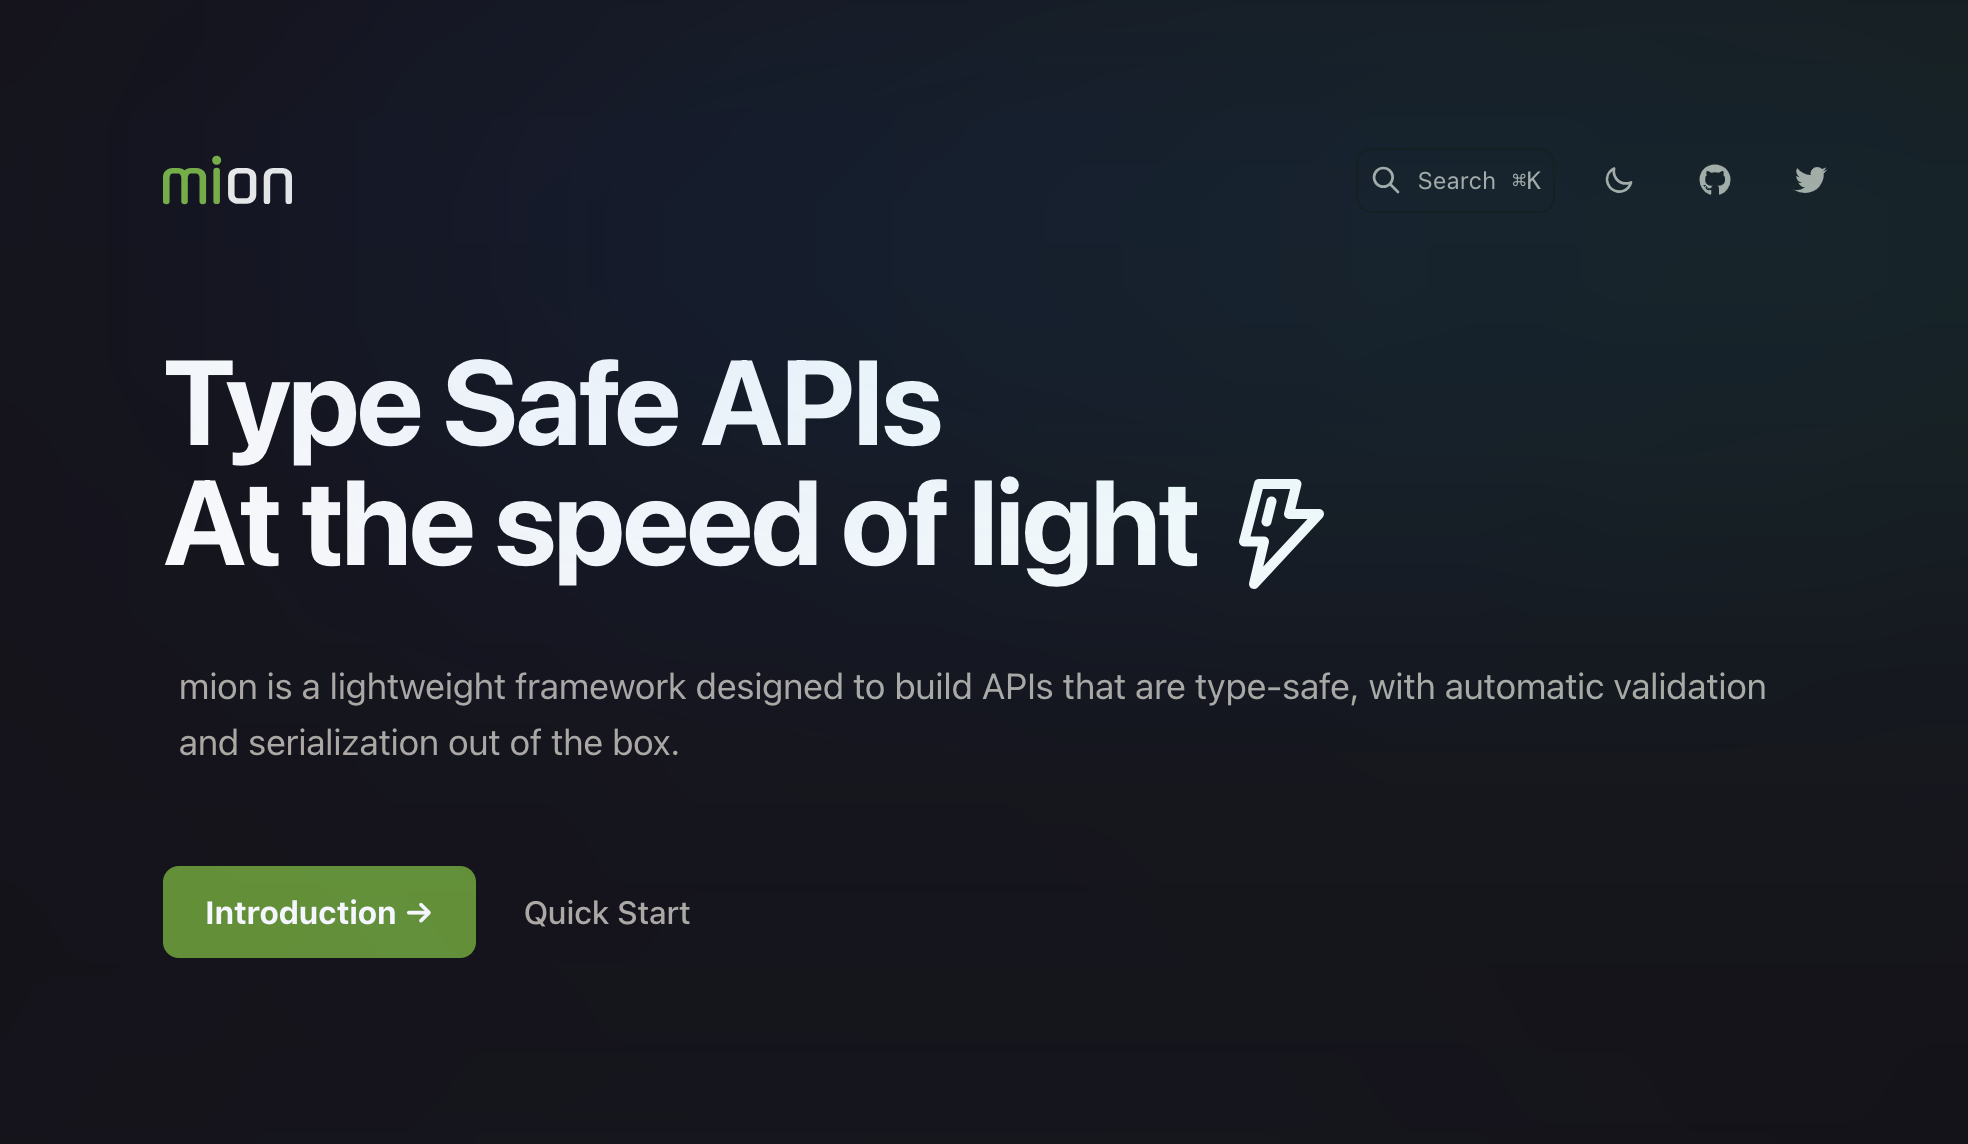 mion
Search ⌘K
Type Safe APIs
At the speed of light
mion is a lightweight framework designed to build APIs that are type-safe, with automatic validation
and serialization out of the box.
Introduction →
Quick Start